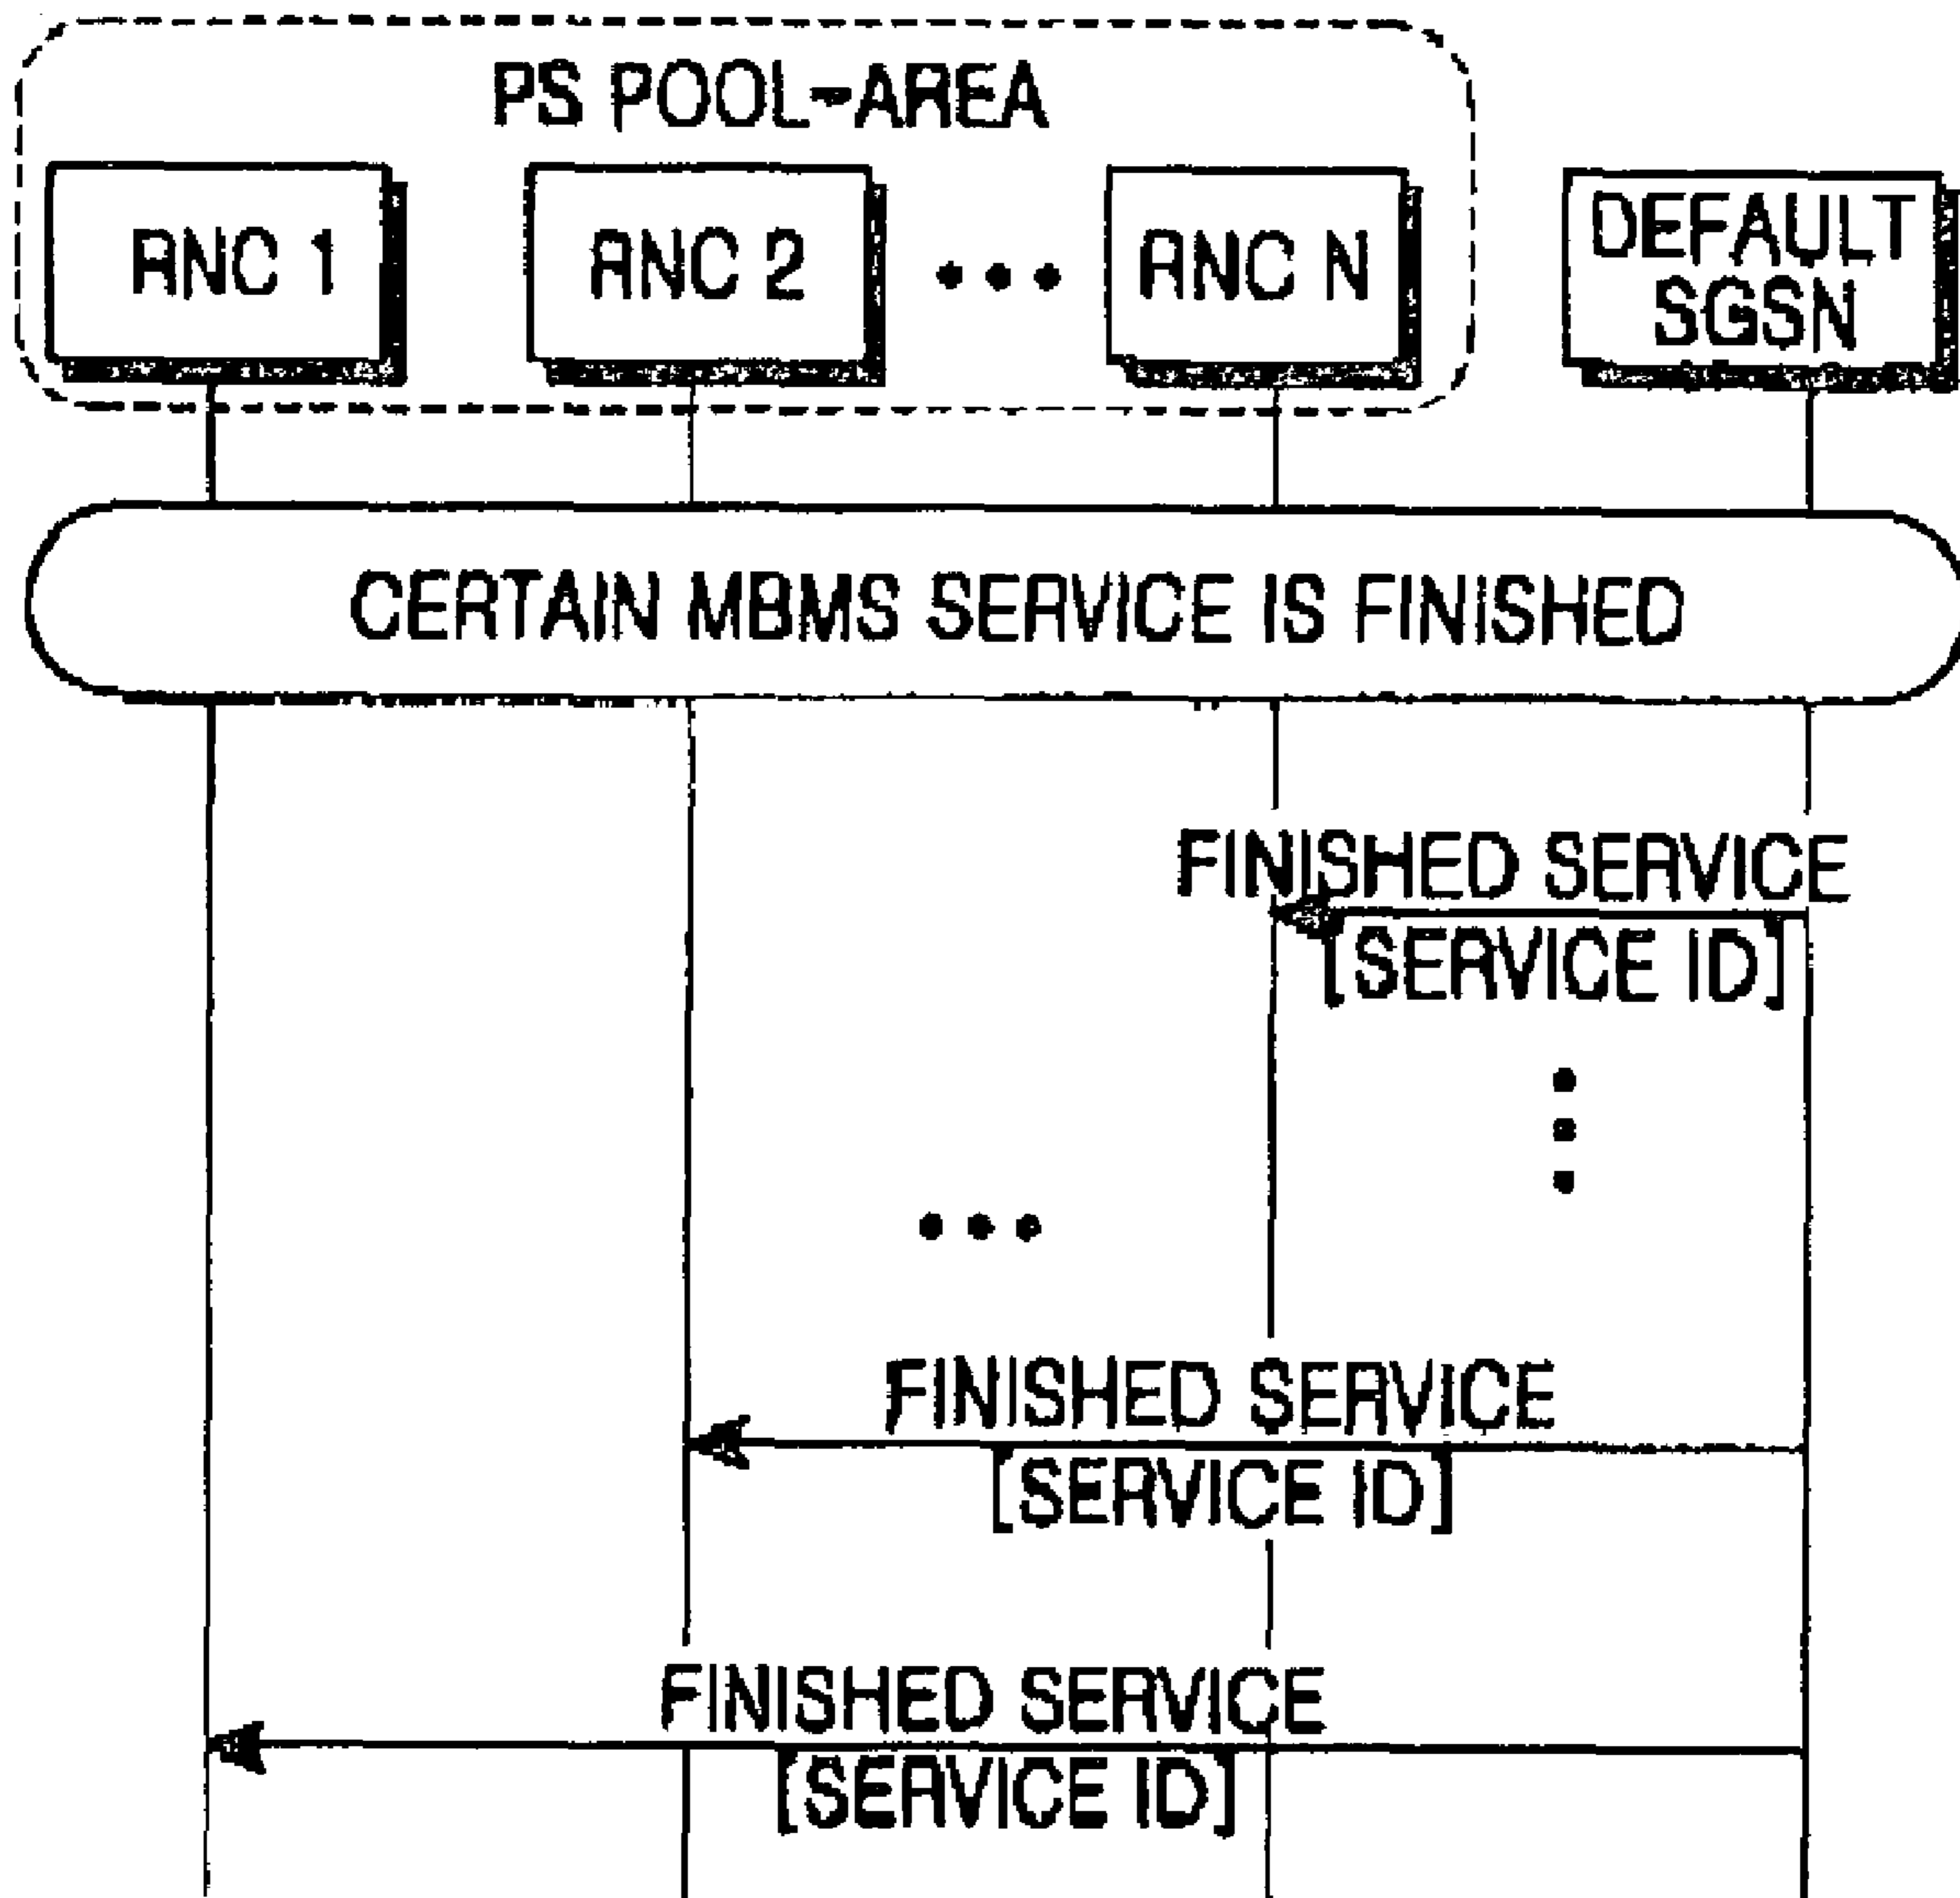 PS POOL-AREA
RNC 1
RNC 2
RNC N
DEFAULT
SGSN
CERTAIN MBMS SERVICE IS FINISHED
FINISHED SERVICE
[SERVICE ID]
FINISHED SERVICE
[SERVICE ID]
FINISHED SERVICE
[SERVICE ID]